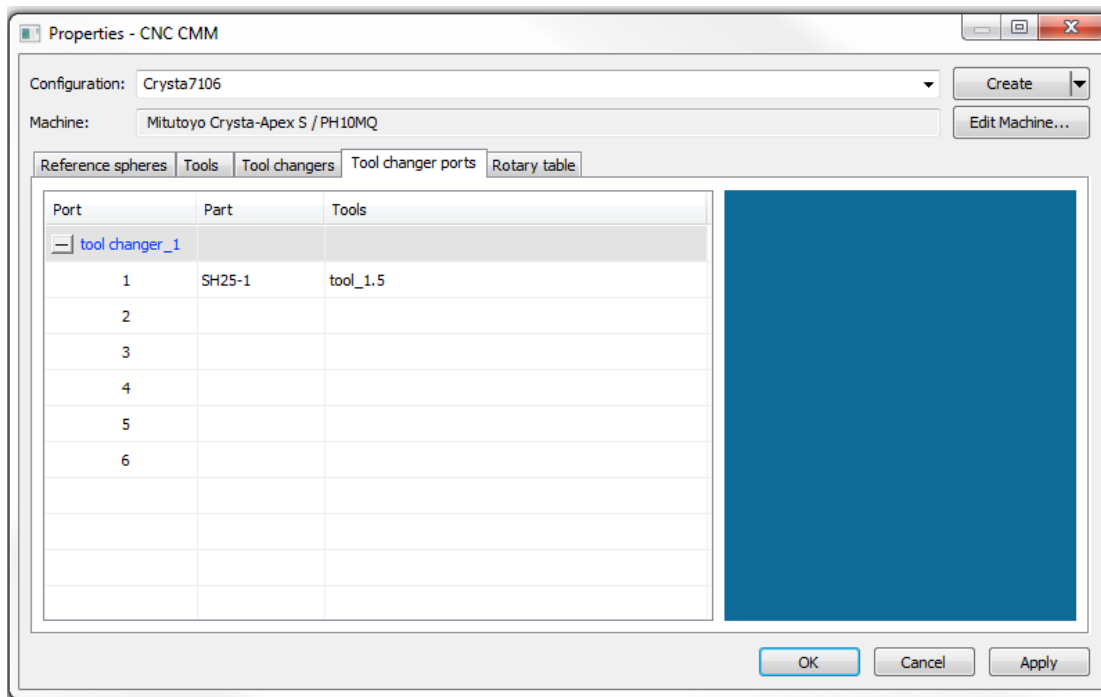 Properties - CNC CMM
Configuration: Crysta7106 Create
Machine: Mitutoyo Crysta-Apex S / PH10MQ Edit Machine...
Reference spheres Tools Tool changers Tool changer ports Rotary table
Port Part Tools
tool changer_1
1 SH25-1 tool_1.5
2
3
4
5
6
OK Cancel Apply